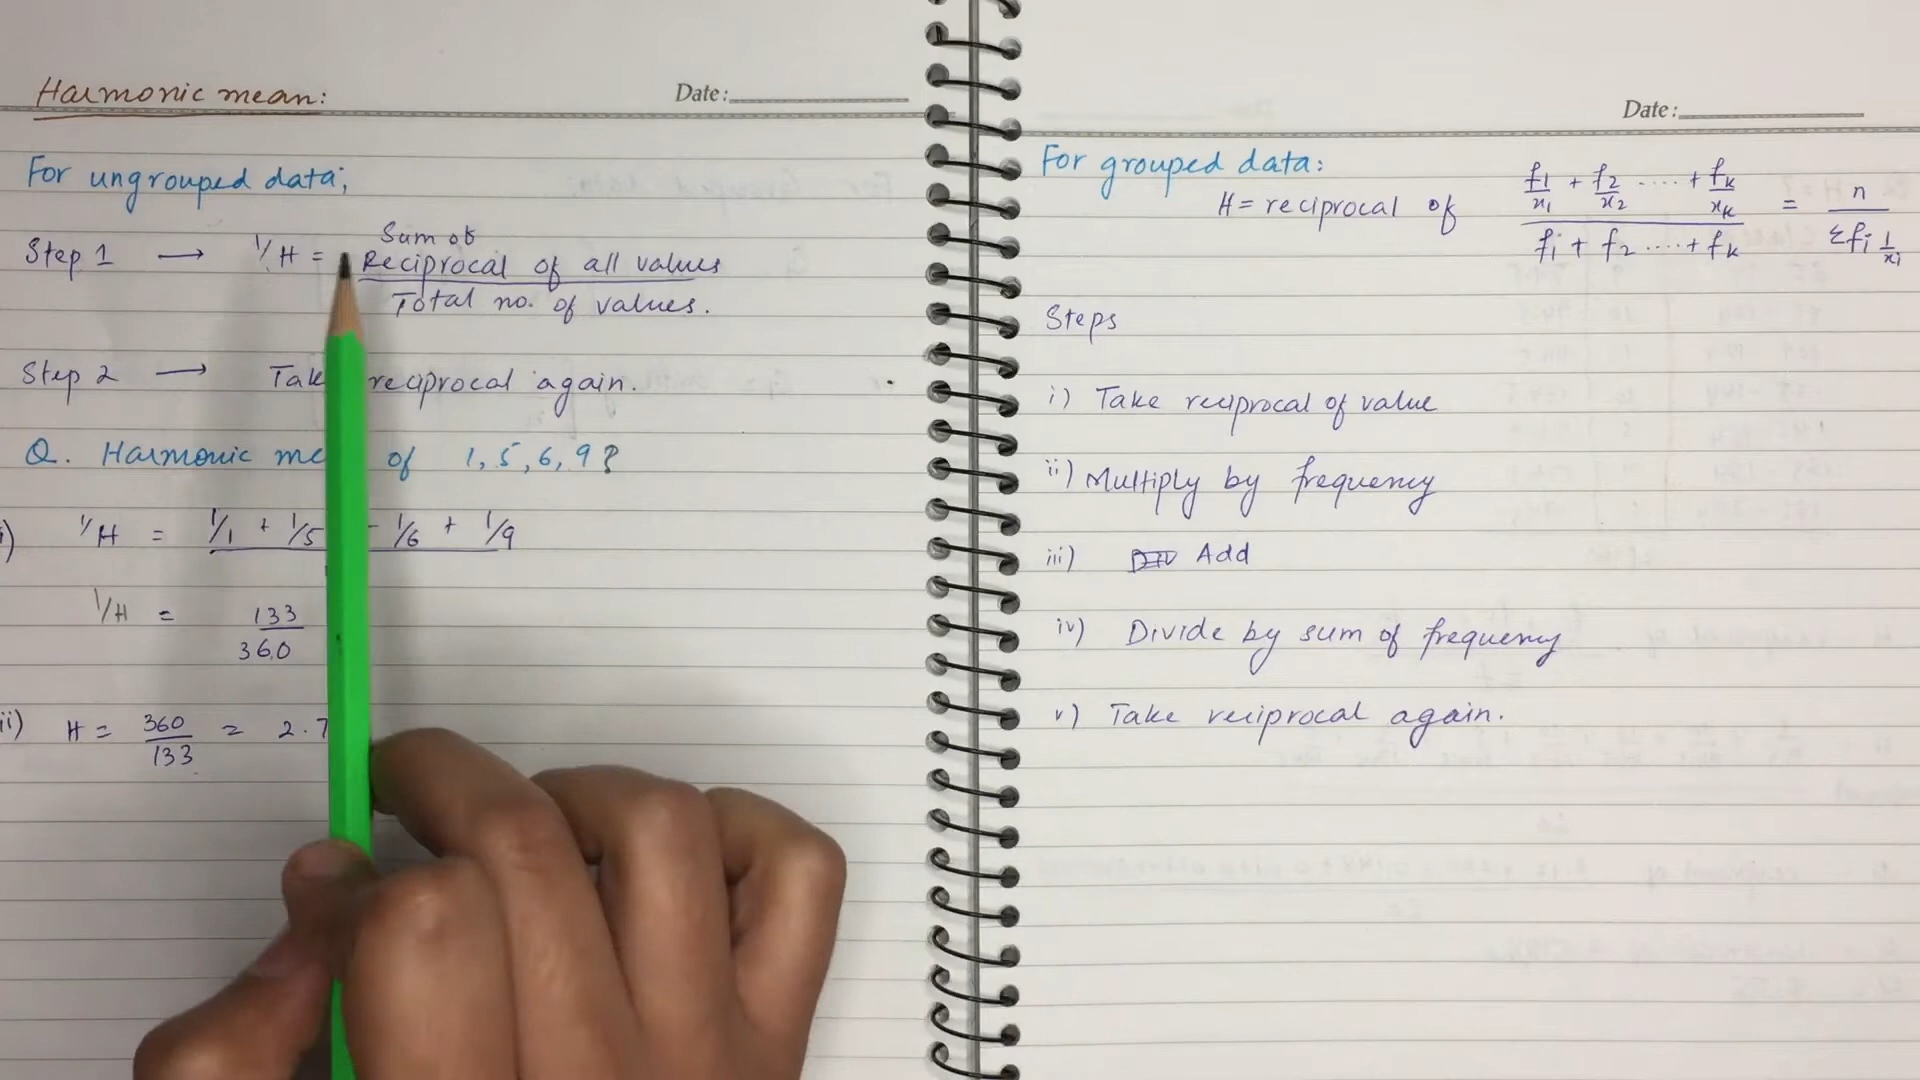 Harmonic mean:
Date:
For ungrouped data;
Step 1 → 1/H = Sum of Reciprocal of all values
Total no. of values.
Step 2 → Take reciprocal again.
Q. Harmonic of 1, 5, 6, 9?
i) 1/H = 1/1 + 1/5 1/6 + 1/9
1/H = 133
360
ii) H = 360 = 2.7
133
Date:
For grouped data:
H = reciprocal of f1/x1 + f2/x2 .... + fk/xk = n
f1 + f2 .... + fk Σfi 1/xi
Steps
i) Take reciprocal of value
ii) Multiply by frequency
iii) Add
iv) Divide by sum of frequency
v) Take reciprocal again.